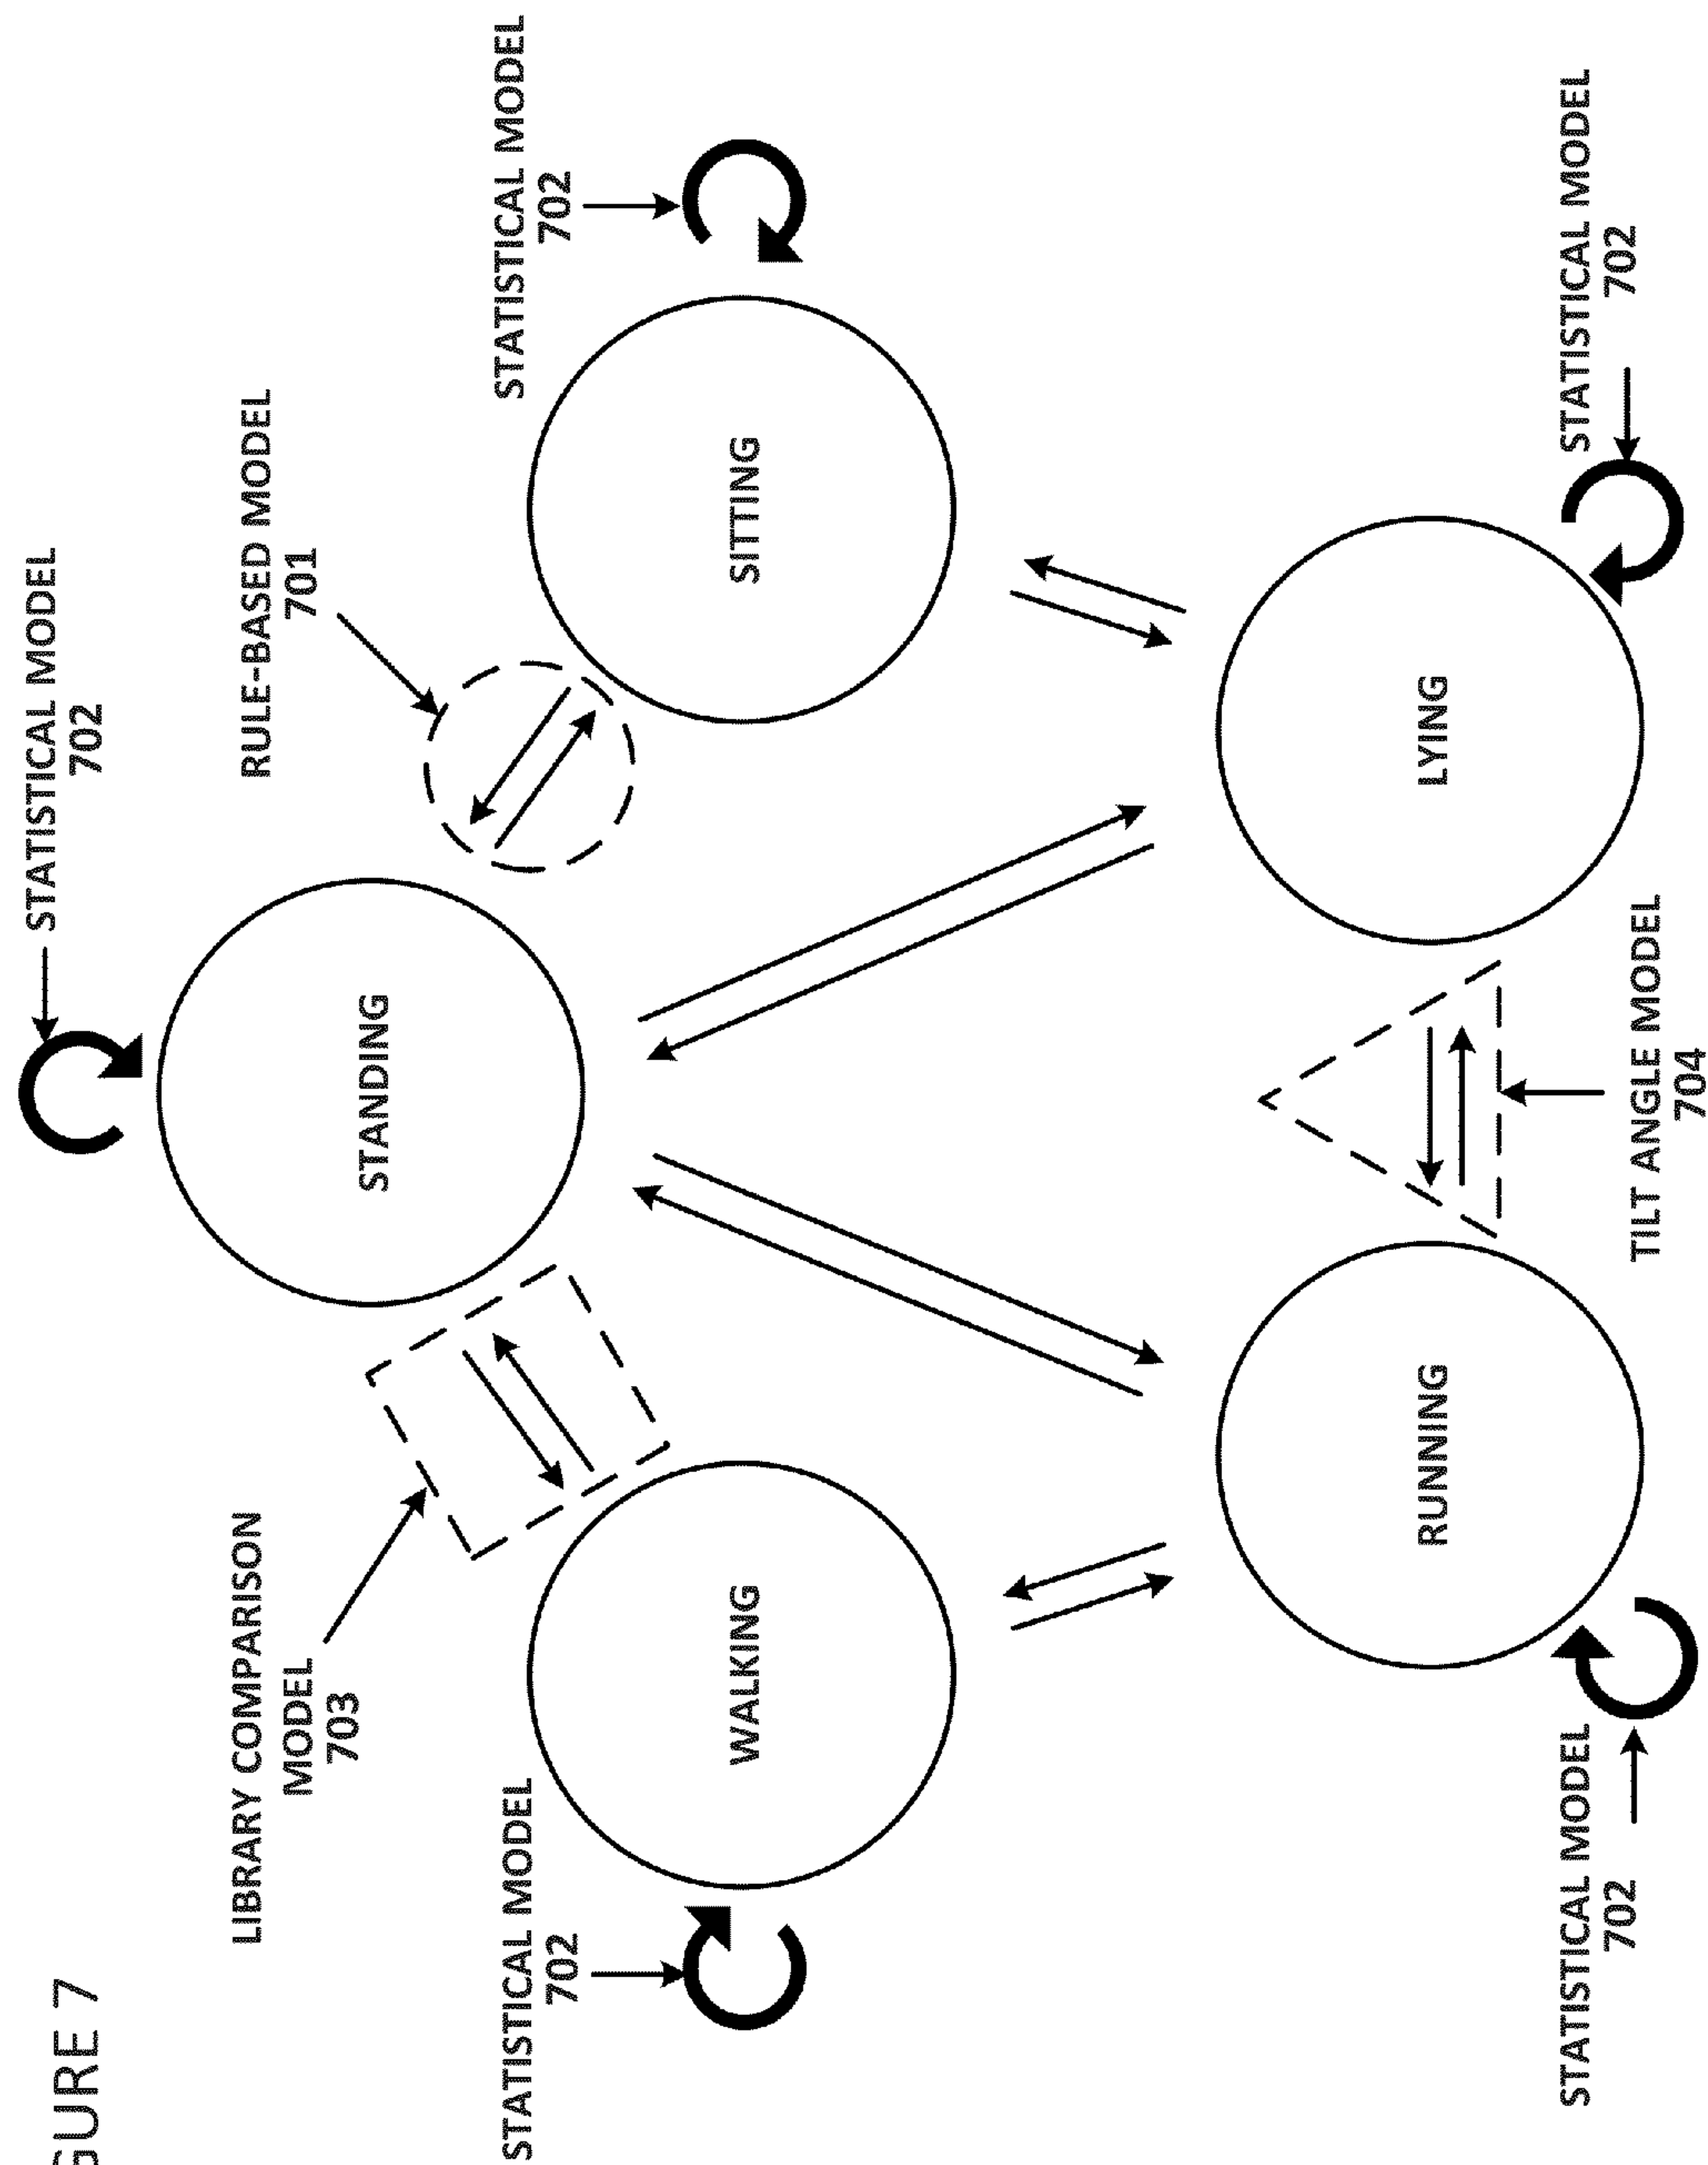 GURE 7
STATISTICAL MODEL
702
LIBRARY COMPARISON
MODEL
703
RULE-BASED MODEL
701
STANDING
STATISTICAL MODEL
702
STATISTICAL MODEL
702
WALKING
SITTING
RUNNING
LYING
STATISTICAL MODEL
702
TILT ANGLE MODEL
704
STATISTICAL MODEL
702